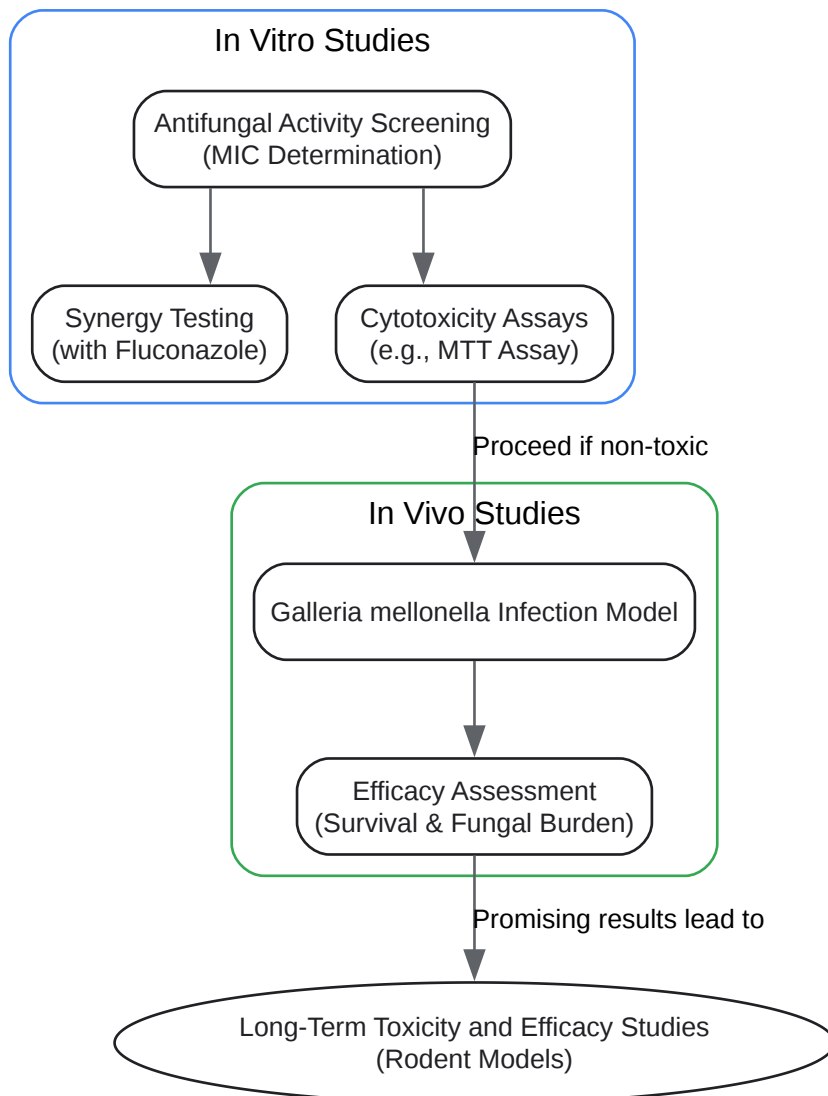 In Vitro Studies
Antifungal Activity Screening
(MIC Determination)
Synergy Testing
(with Fluconazole)
Cytotoxicity Assays
(e.g., MTT Assay)
Proceed if non-toxic
In Vivo Studies
Galleria mellonella Infection Model
Efficacy Assessment
(Survival & Fungal Burden)
Promising results lead to
Long-Term Toxicity and Efficacy Studies
(Rodent Models)